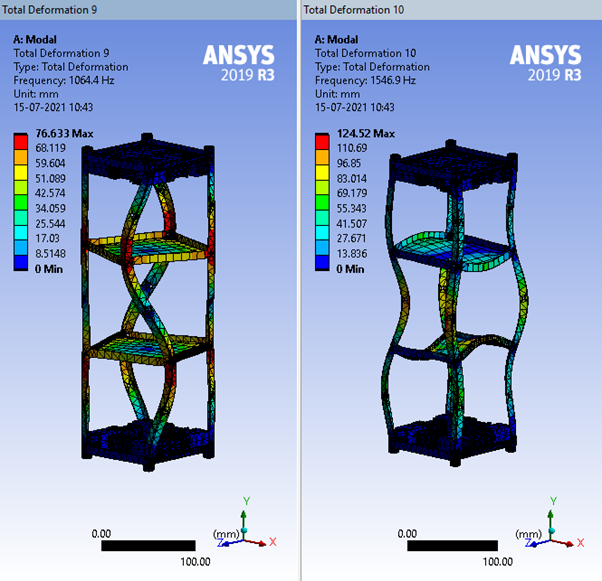 Total Deformation 9
A: Modal
Total Deformation 9
Type: Total Deformation
Frequency: 1064.4 Hz
Unit: mm
15-07-2021 10:43
ANSYS
2019 R3
76.633 Max
68.119
59.604
51.089
42.574
34.059
25.544
17.03
8.5148
0 Min
0.00
(mm)
100.00
Y
Z
X
Total Deformation 10
A: Modal
Total Deformation 10
Type: Total Deformation
Frequency: 1546.9 Hz
Unit: mm
15-07-2021 10:43
ANSYS
2019 R3
124.52 Max
110.69
96.85
83.014
69.179
55.343
41.507
27.671
13.836
0 Min
0.00
(mm)
100.00
Y
Z
X